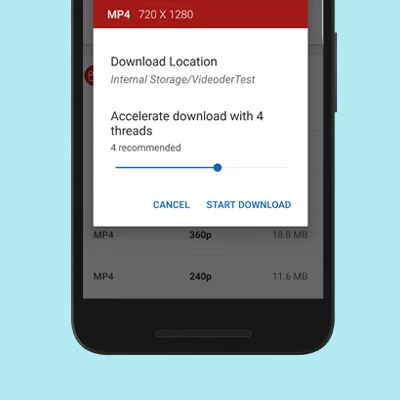 MP4 720 X 1280
Download Location
Internal Storage/VideoderTest
Accelerate download with 4
threads
4 recommended
CANCEL START DOWNLOAD
MP4 360p 18.8 MB
MP4 240p 11.6 MB